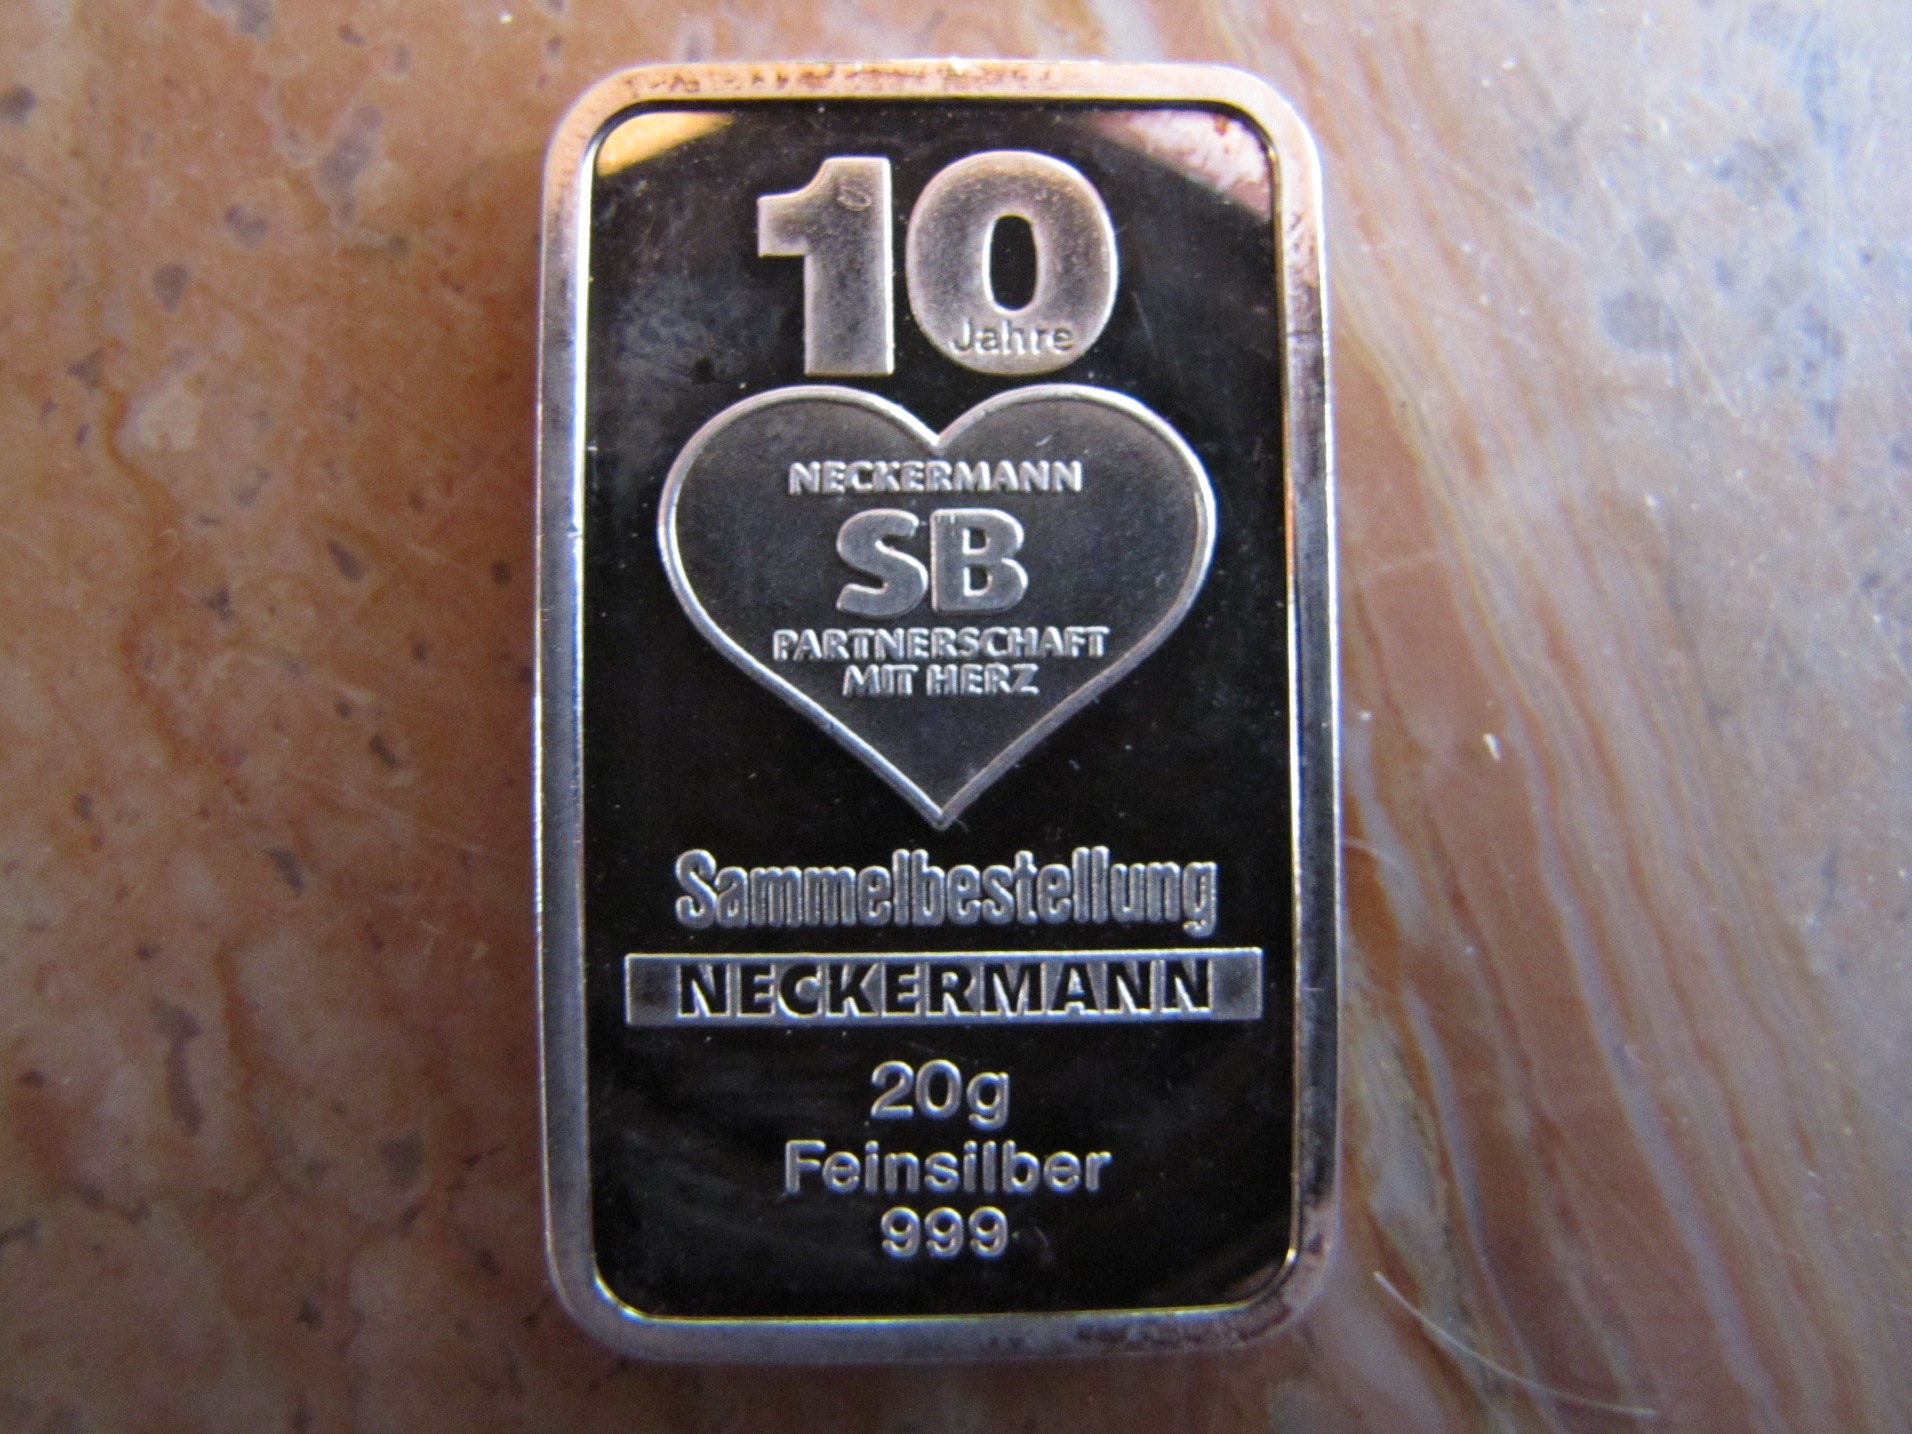 10
Jahre
NECKERMANN
SB
PARTNERSCHAFT
MIT HERZ
Sammelbestellung
NECKERMANN
20g
Feinsilber
999